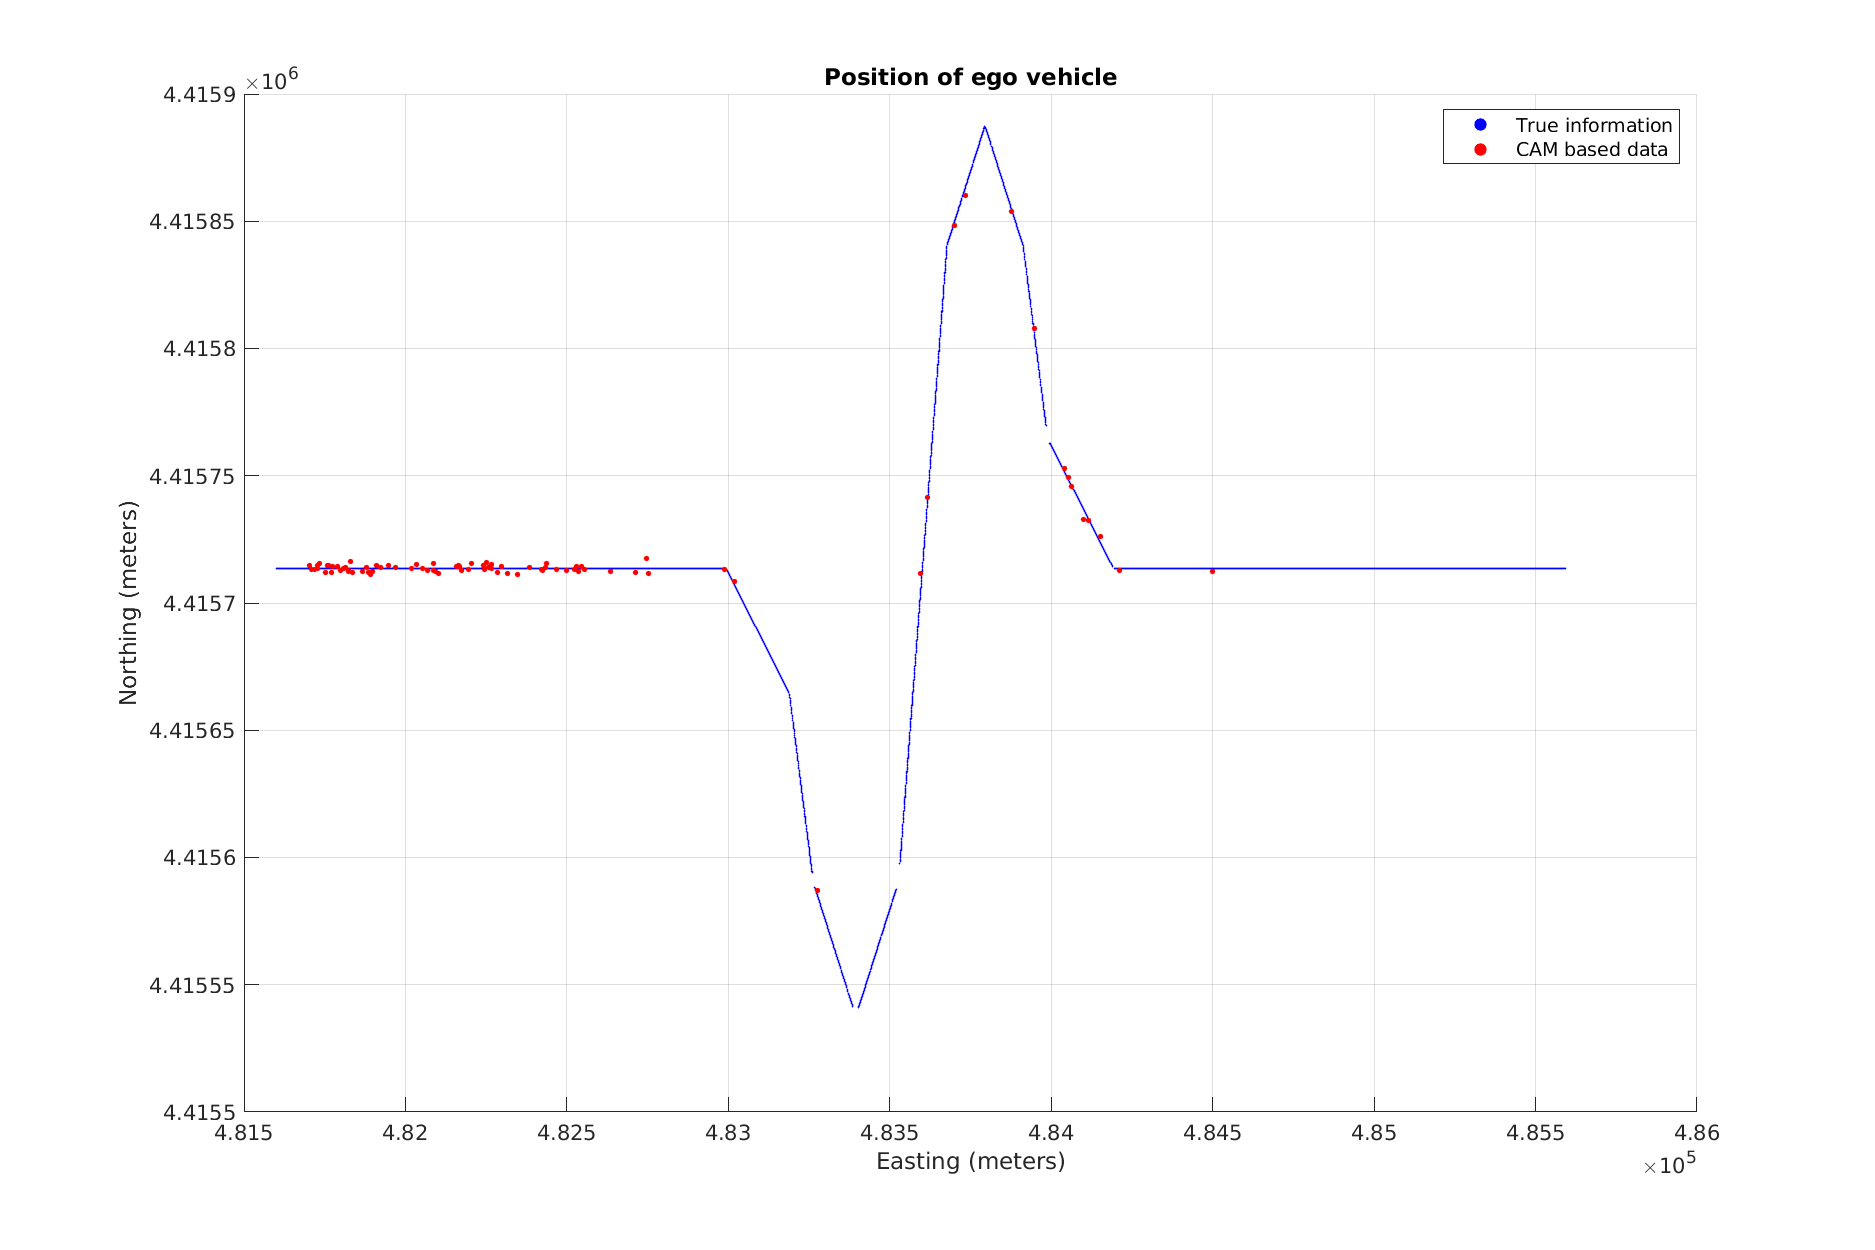 Position of ego vehicle
×10^6
4.4159
4.41585
4.4158
4.41575
4.4157
4.41565
4.4156
4.41555
4.4155
Northing (meters)
True information
CAM based data
4.815 4.82 4.825 4.83 4.835 4.84 4.845 4.85 4.855 4.86
Easting (meters)
×10^5